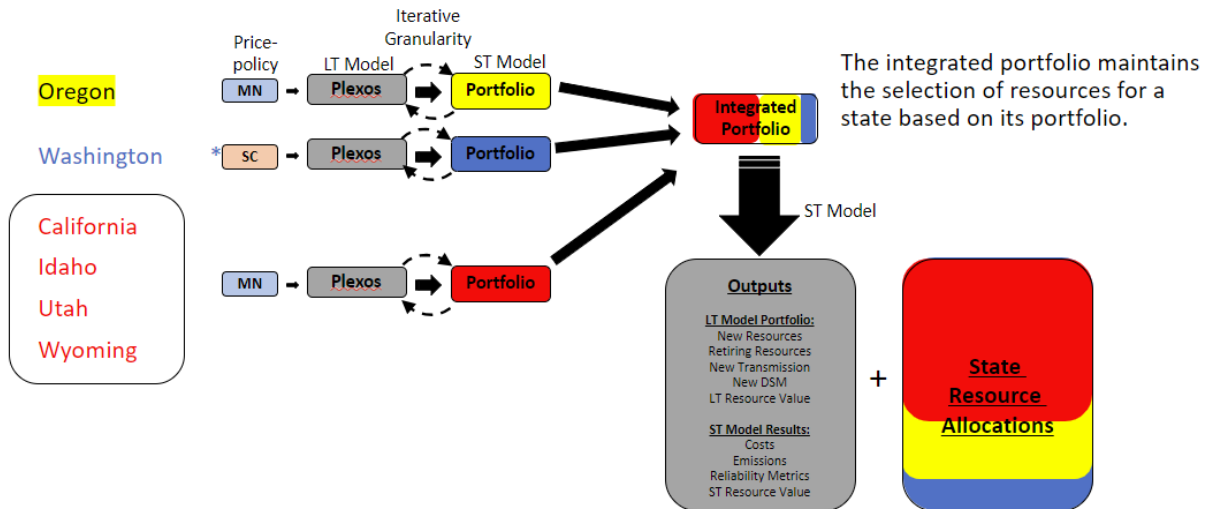 Iterative
Granularity
Price-
policy
LT Model
ST Model
Oregon
MN
Plexos
Portfolio
Washington
*
SC
Plexos
Portfolio
California
Idaho
Utah
Wyoming
MN
Plexos
Portfolio
Integrated
Portfolio
The integrated portfolio maintains
the selection of resources for a
state based on its portfolio.
ST Model
Outputs
LT Model Portfolio:
New Resources
Retiring Resources
New Transmission
New DSM
LT Resource Value
ST Model Results:
Costs
Emissions
Reliability Metrics
ST Resource Value
+
State
Resource
Allocations